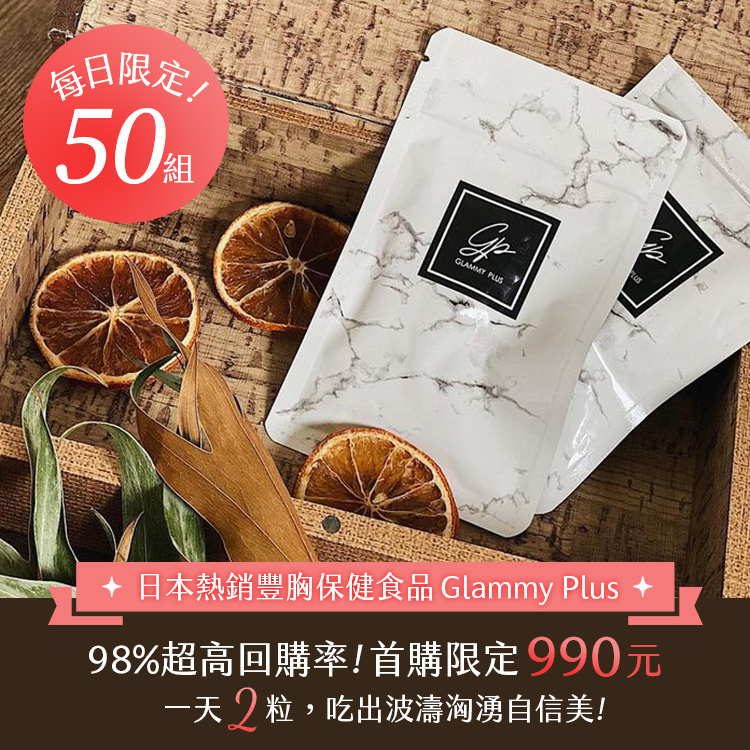 每日限定!
50組
Gp
GLAMMY PLUS
Gp
PLUS
日本熱銷豐胸保健食品 Glammy Plus
98%超高回購率!首購限定990元
一天2粒，吃出波濤洶湧自信美!